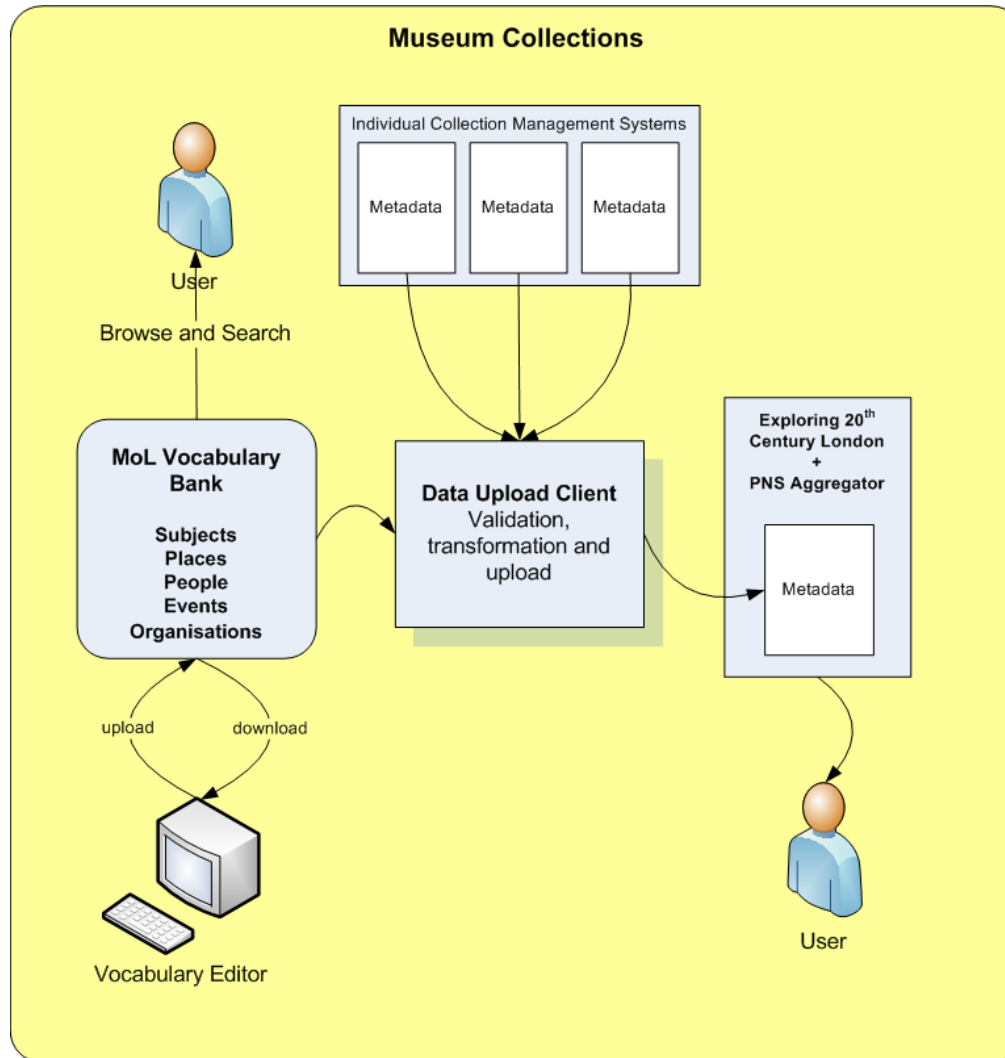 Museum Collections
Individual Collection Management Systems
Metadata
Metadata
Metadata
User
Browse and Search
MoL Vocabulary
Bank
Subjects
Places
People
Events
Organisations
Data Upload Client
Validation,
transformation and
upload
Exploring 20th
Century London
+
PNS Aggregator
Metadata
upload
download
Vocabulary Editor
User